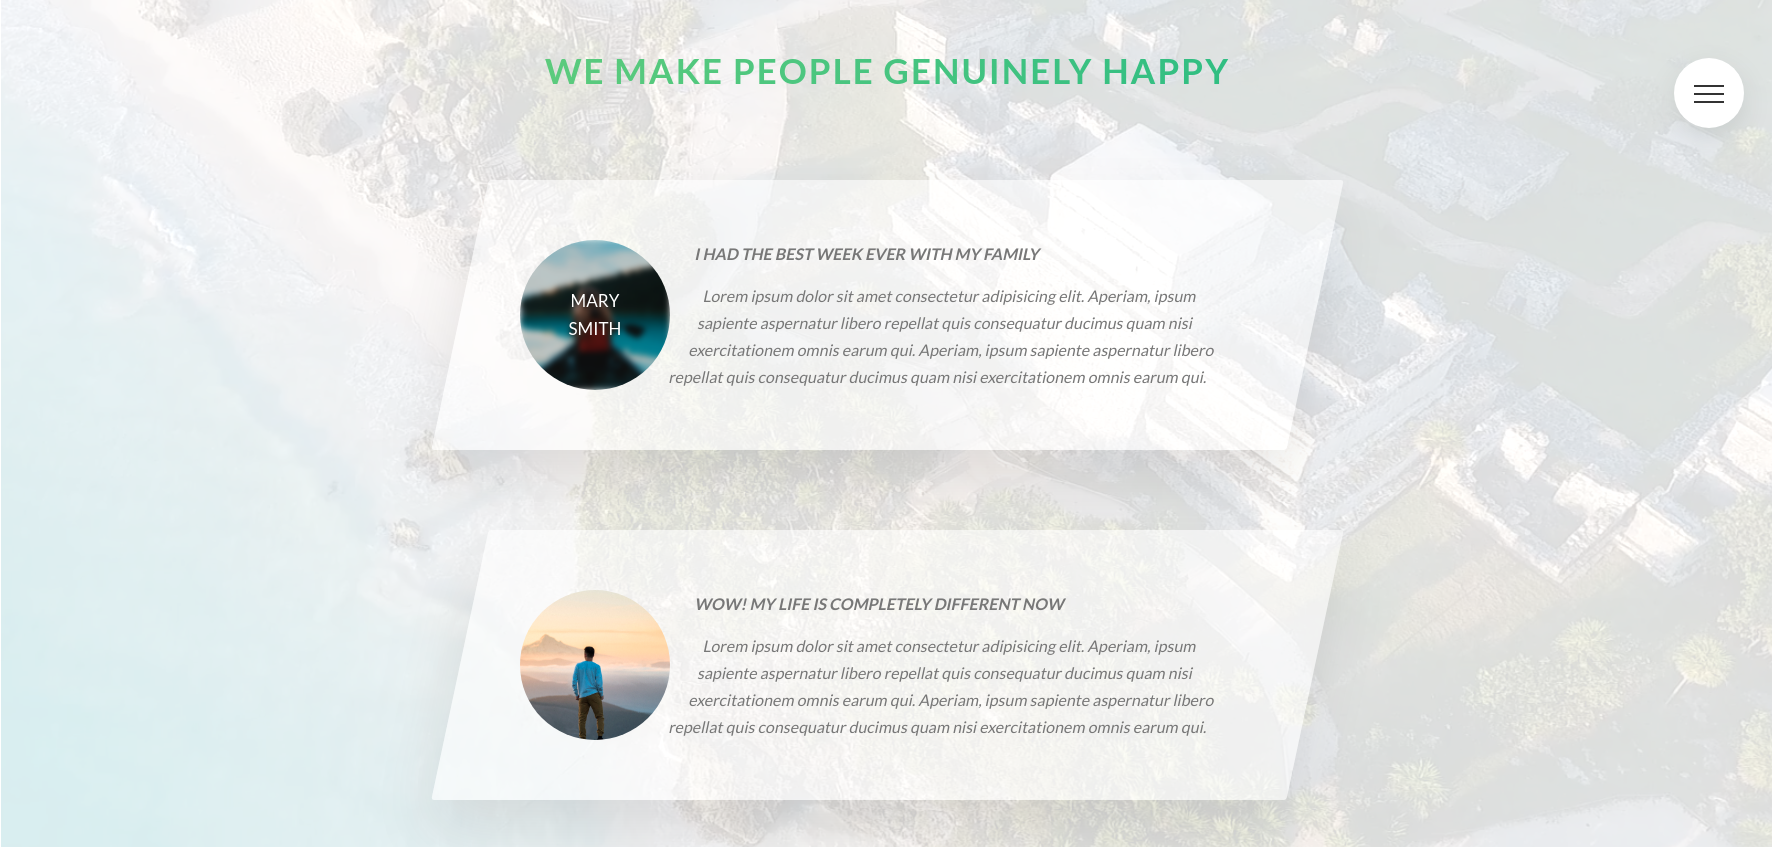 WE MAKE PEOPLE GENUINELY HAPPY
MARY
SMITH
I HAD THE BEST WEEK EVER WITH MY FAMILY
Lorem ipsum dolor sit amet consectetur adipisicing elit. Aperiam, ipsum
sapiente aspernatur libero repellat quis consequatur ducimus quam nisi
exercitationem omnis earum qui. Aperiam, ipsum sapiente aspernatur libero
repellat quis consequatur ducimus quam nisi exercitationem omnis earum qui.
WOW! MY LIFE IS COMPLETELY DIFFERENT NOW
Lorem ipsum dolor sit amet consectetur adipisicing elit. Aperiam, ipsum
sapiente aspernatur libero repellat quis consequatur ducimus quam nisi
exercitationem omnis earum qui. Aperiam, ipsum sapiente aspernatur libero
repellat quis consequatur ducimus quam nisi exercitationem omnis earum qui.